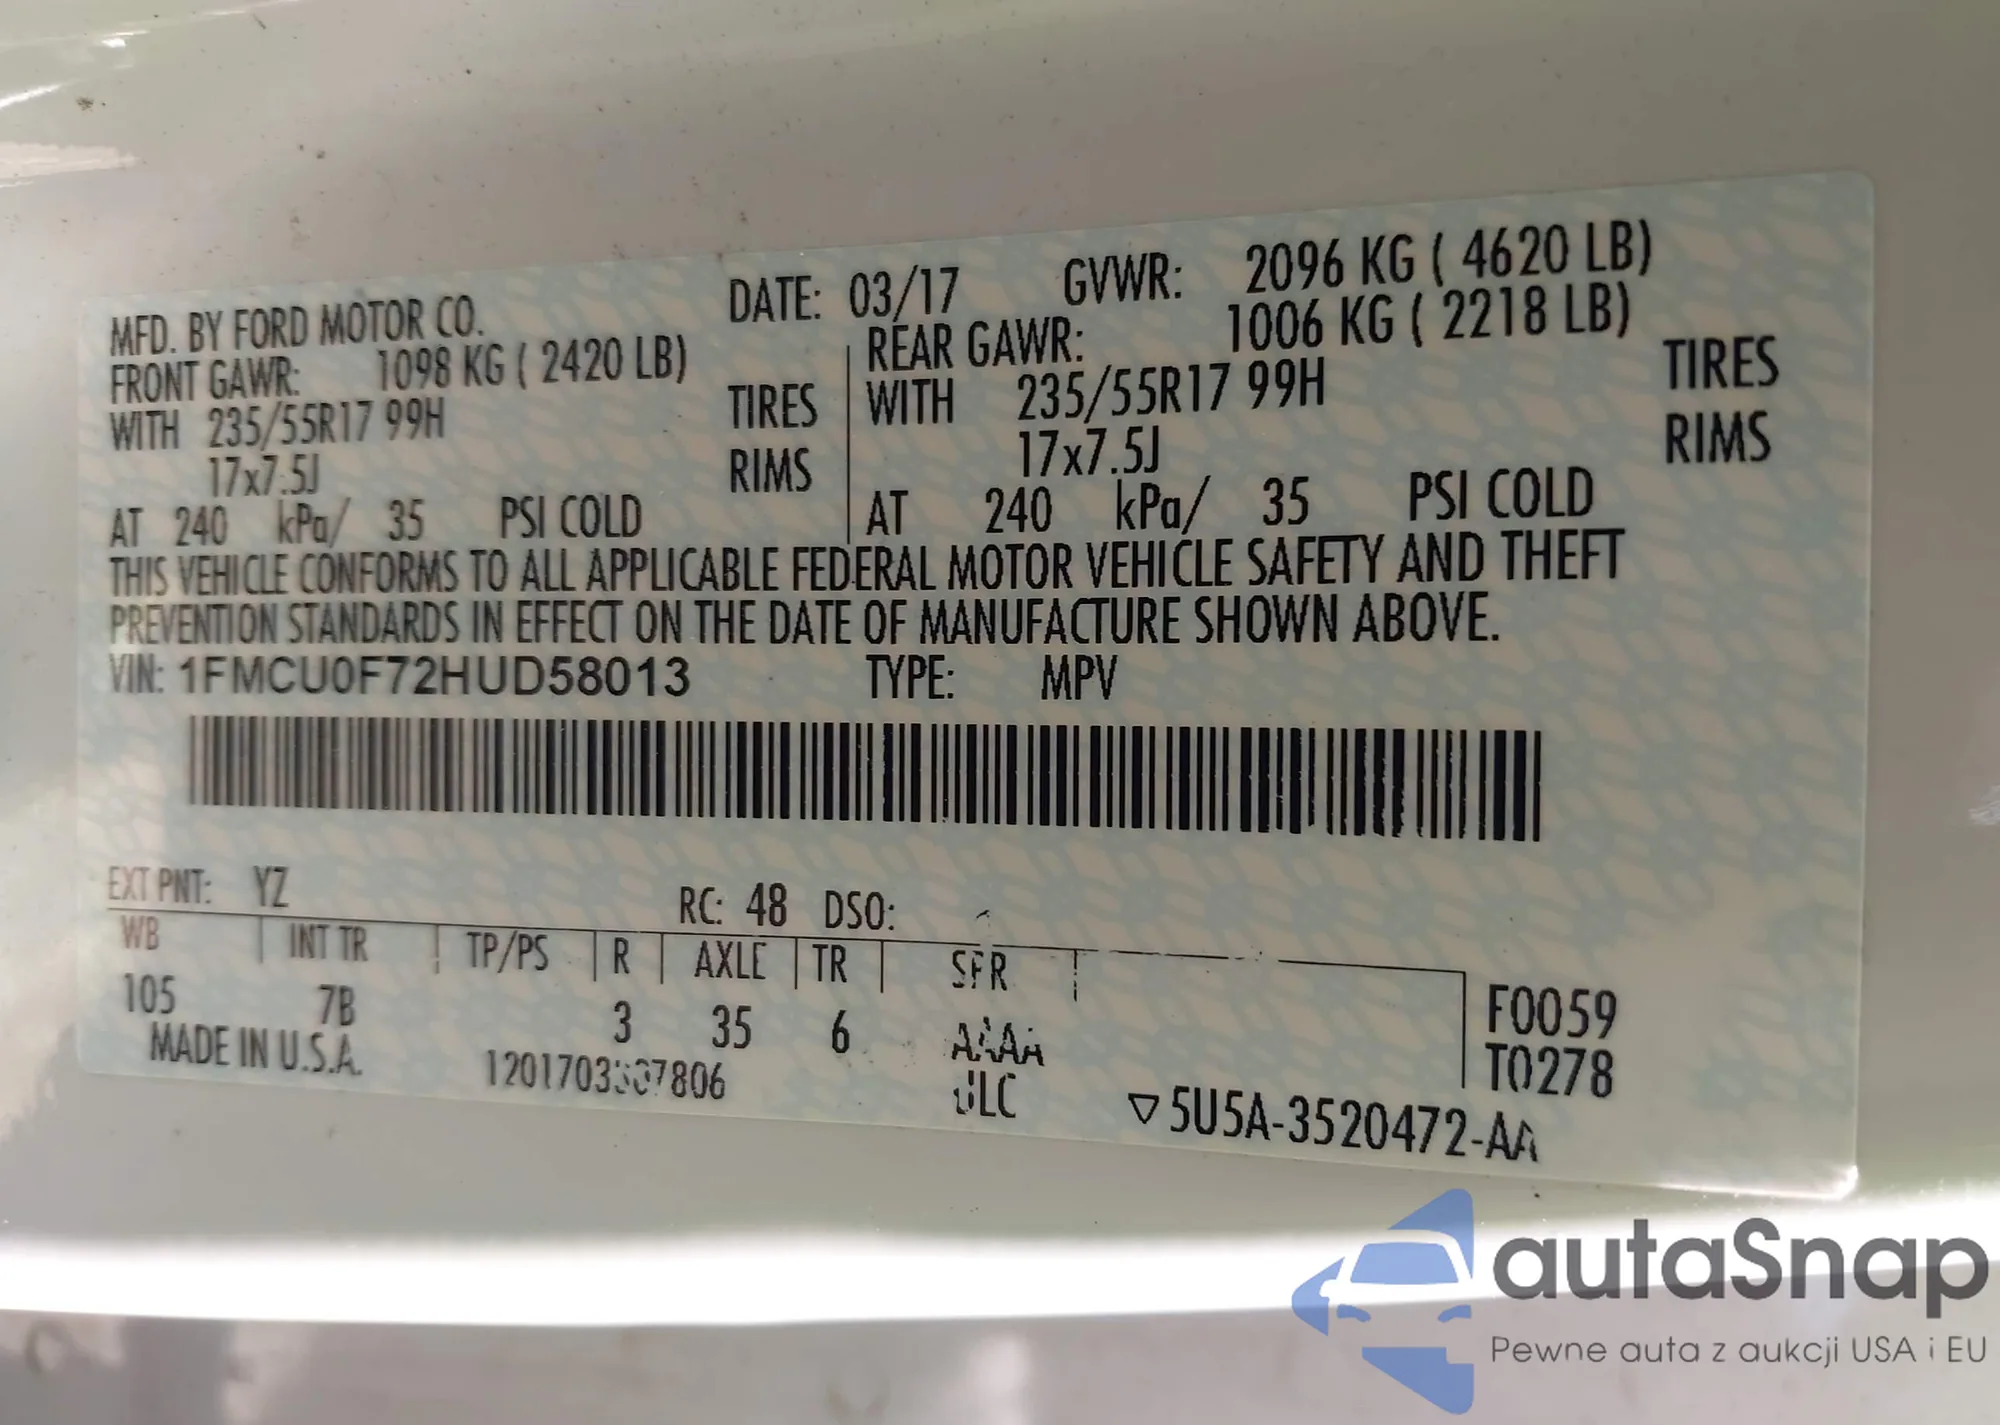 MFD. BY FORD MOTOR CO. DATE: 03/17 GVWR: 2096 KG ( 4620 LB)
FRONT GAWR: 1098 KG ( 2420 LB) REAR GAWR: 1006 KG ( 2218 LB)
WITH 235/55R17 99H TIRES WITH 235/55R17 99H TIRES
17x7.5J RIMS 17x7.5J RIMS
AT 240 kPa/ 35 PSI COLD AT 240 kPa/ 35 PSI COLD
THIS VEHICLE CONFORMS TO ALL APPLICABLE FEDERAL MOTOR VEHICLE SAFETY AND THEFT
PREVENTION STANDARDS IN EFFECT ON THE DATE OF MANUFACTURE SHOWN ABOVE.
VIN: 1FMCU0F72HUD58013 TYPE: MPV
EXT PNT: YZ RC: 48 DSO:
WB INT TR TP/PS R AXLE TR SPR
105 7B 3 35 6 AAAA F0059
MADE IN U.S.A. T0278
▽5U5A-3520472-AA
autaSnap
Pewne auta z aukcji USA i EU